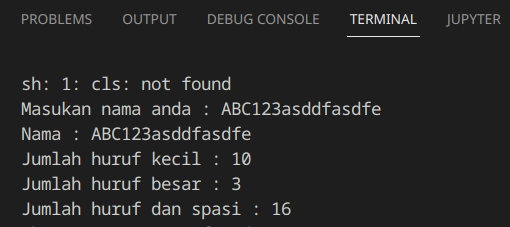 PROBLEMS OUTPUT DEBUG CONSOLE TERMINAL JUPYTER
sh: 1: cls: not found
Masukan nama anda : ABC123asddfasdfe
Nama : ABC123asddfasdfe
Jumlah huruf kecil : 10
Jumlah huruf besar : 3
Jumlah huruf dan spasi : 16